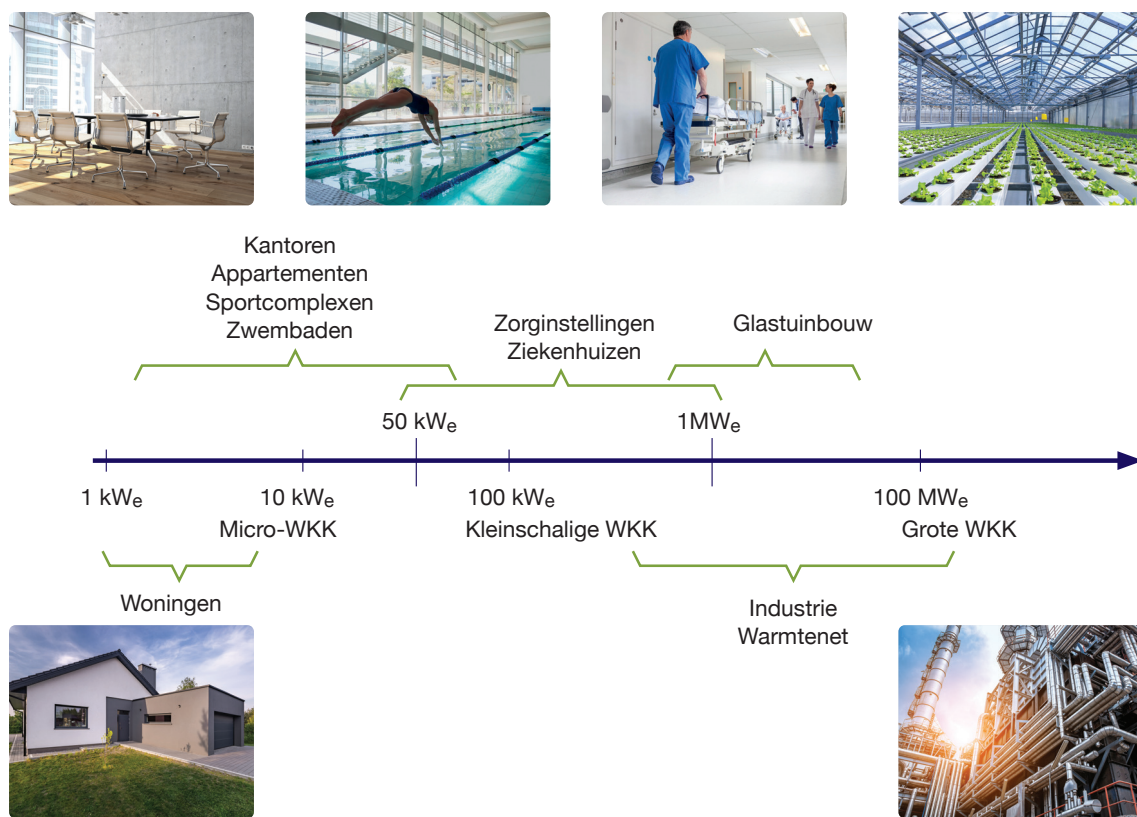 Kantoren
Appartementen
Sportcomplexen
Zwembaden
Zorginstellingen
Ziekenhuizen
Glastuinbouw
50 kWe
1MWe
1 kWe
10 kWe
100 kWe
100 MWe
Micro-WKK
Kleinschalige WKK
Grote WKK
Woningen
Industrie
Warmtenet